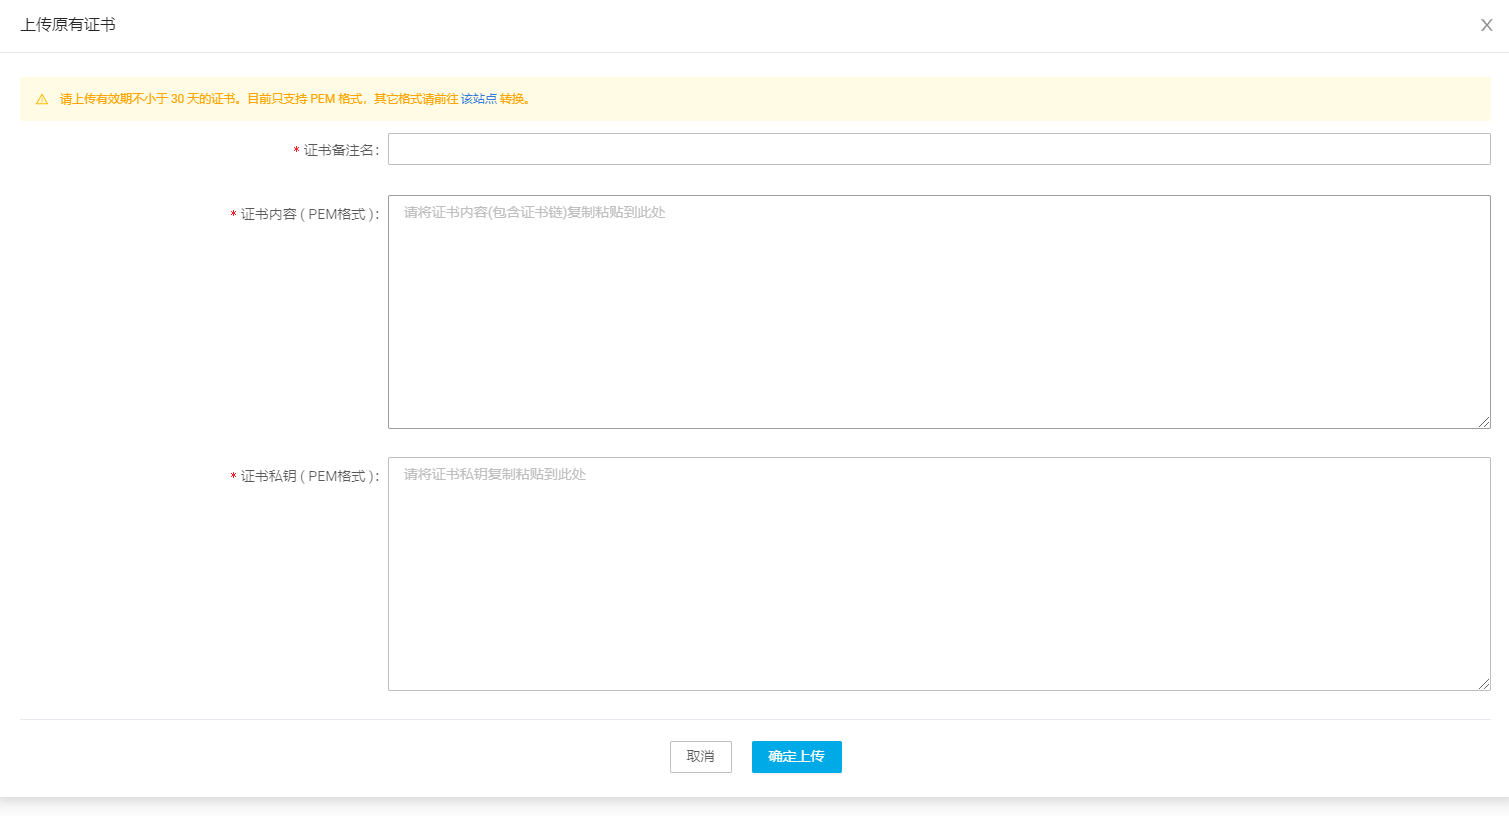 上传原有证书
请上传有效期不小于 30 天的证书。目前只支持 PEM 格式，其它格式请前往 该站点 转换。
* 证书备注名：
* 证书内容 ( PEM格式 )：
请将证书内容(包含证书链)复制粘贴到此处
* 证书私钥 ( PEM格式 )：
请将证书私钥复制粘贴到此处
取消
确定上传